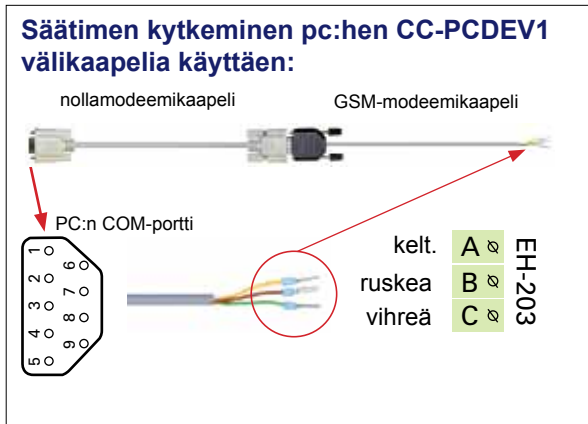 Säätimen kytkeminen pc:hen CC-PCDEV1
välikaapelia käyttäen:
nollamodeemikaapeli
GSM-modeemikaapeli
PC:n COM-portti
1
2
3
4
5
6
7
8
9
kelt. A
ruskea B
vihreä C
EH-203